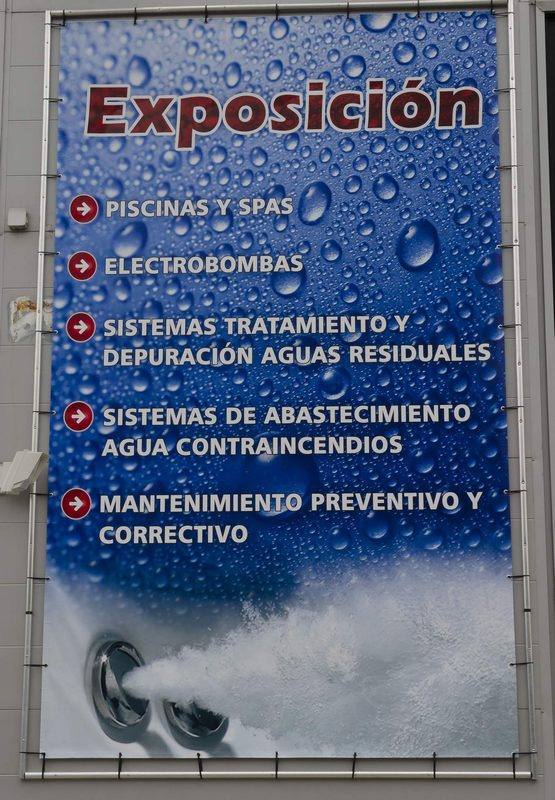 Exposición
PISCINAS Y SPAS
ELECTROBOMBAS
SISTEMAS TRATAMIENTO Y
DEPURACIÓN AGUAS RESIDUALES
SISTEMAS DE ABASTECIMIENTO
AGUA CONTRAINCENDIOS
MANTENIMIENTO PREVENTIVO Y
CORRECTIVO